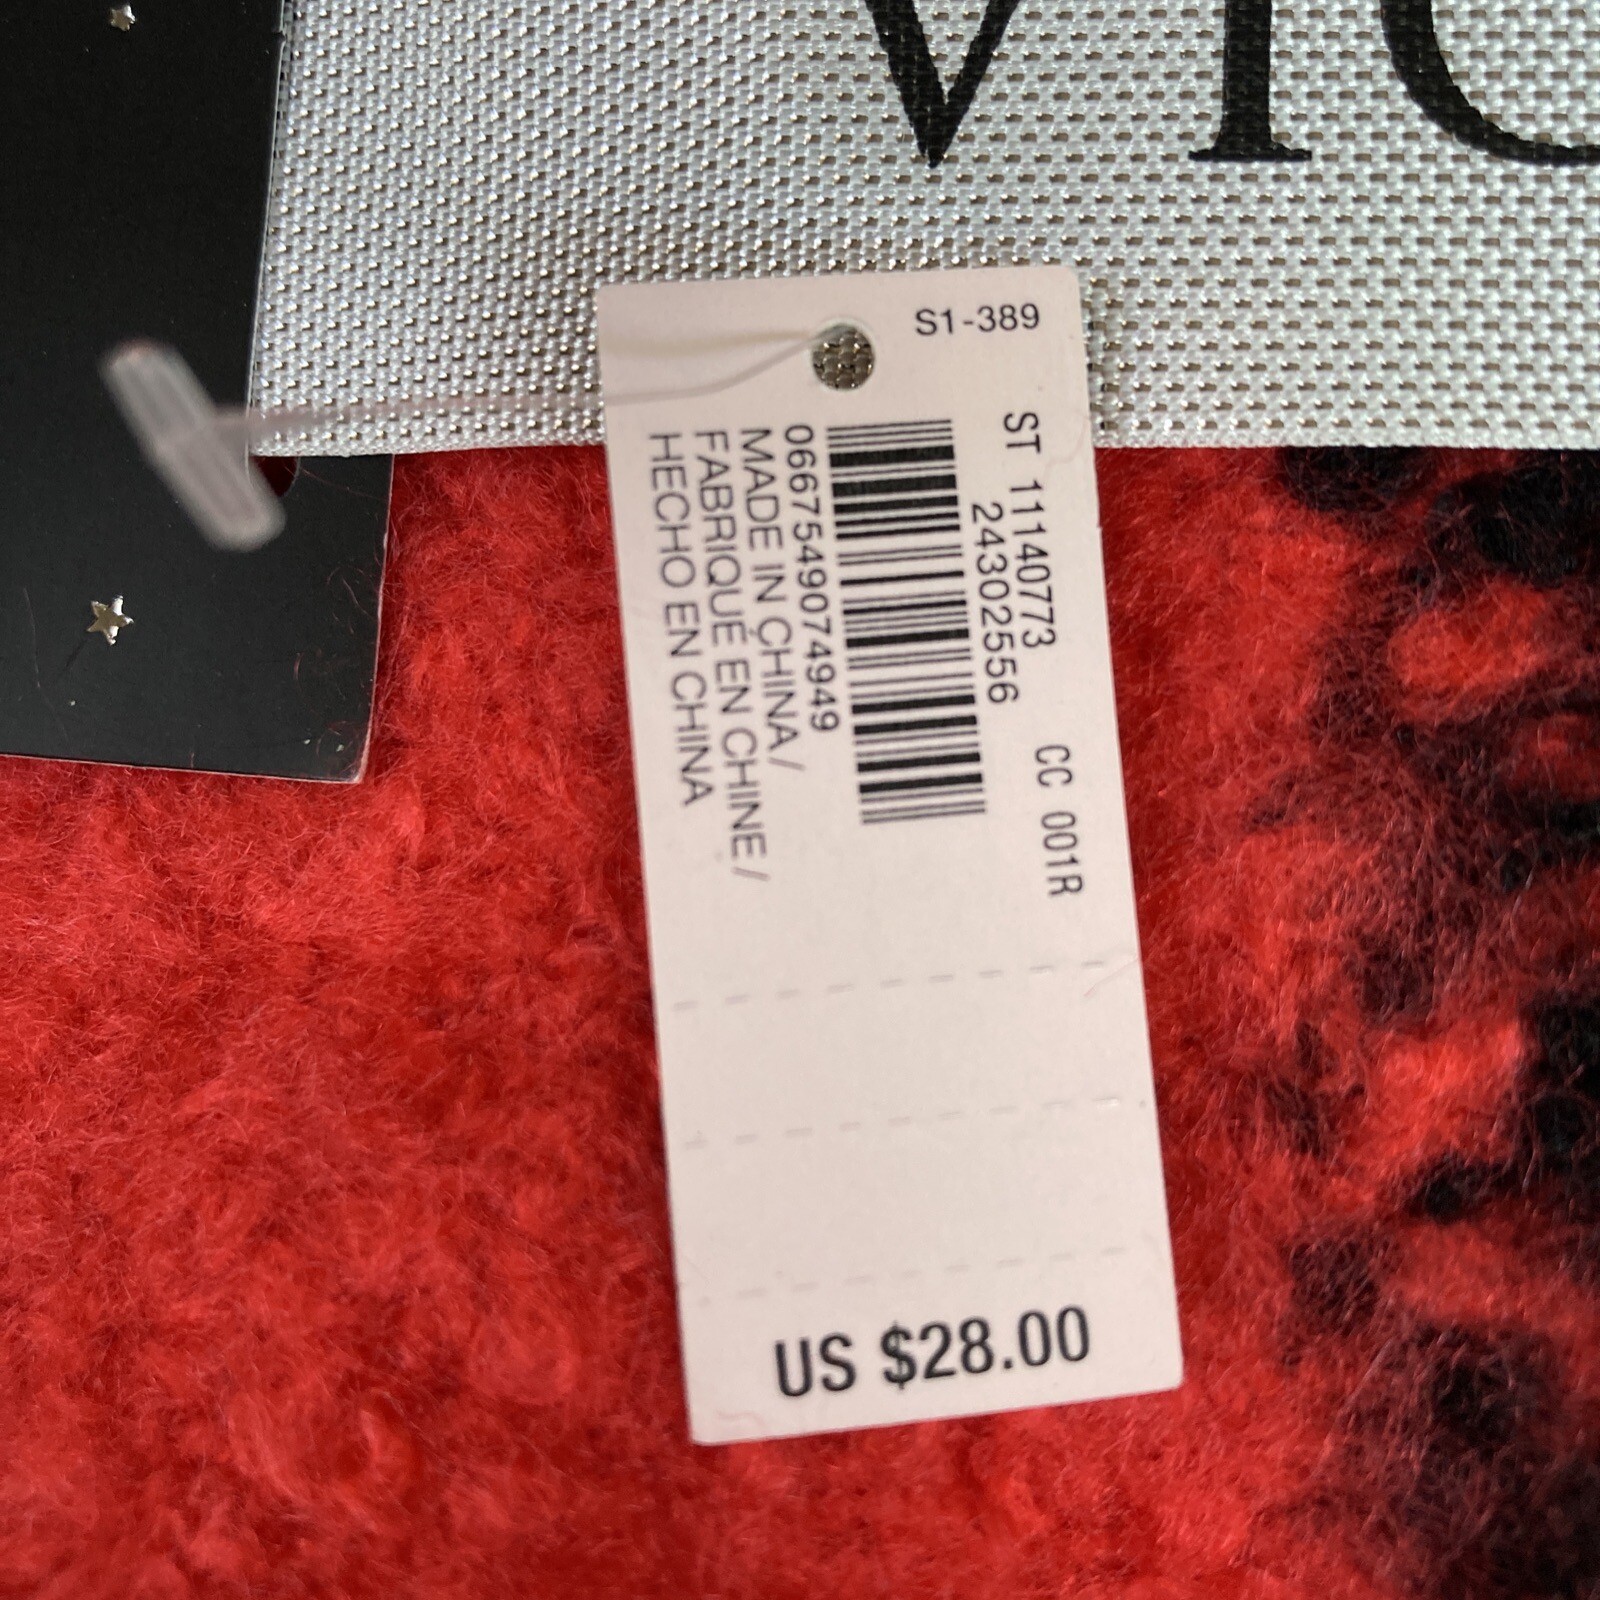 VIC
S1-389
ST 11140773 CC 001R
24302556
0667549074949
MADE IN CHINA /
FABRIQUÉ EN CHINE /
HECHO EN CHINA
US $28.00